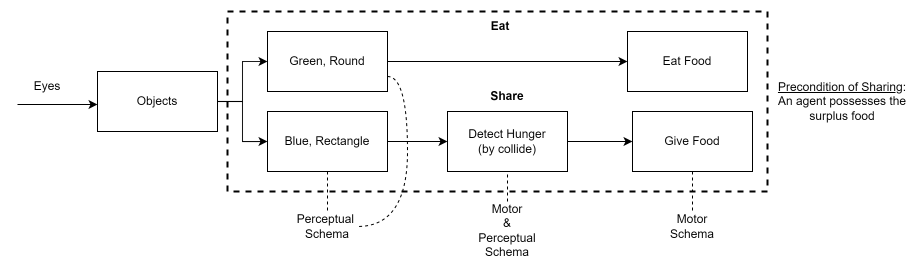 Eat
Eyes
Objects
Green, Round
Eat Food
Share
Blue, Rectangle
Detect Hunger
(by collide)
Give Food
Precondition of Sharing:
An agent possesses the
surplus food
Perceptual
Schema
Motor
&
Perceptual
Schema
Motor
Schema